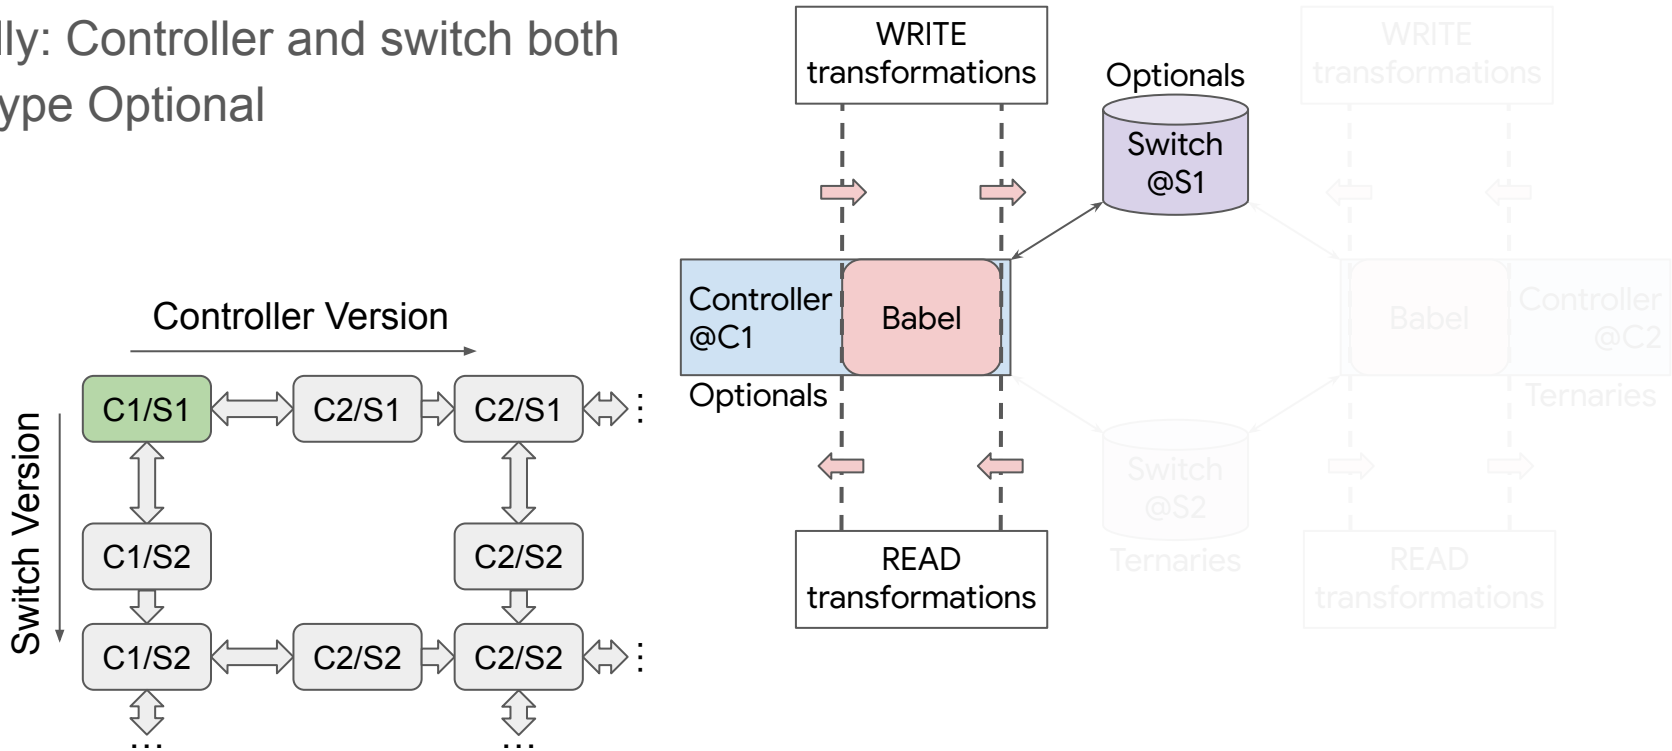 lly: Controller and switch both
ype Optional
WRITE
transformations
Optionals
Switch
@S1
WRITE
transformations
Controller
@C1
Babel
Optionals
Babel
Controller
@C2
Ternaries
Switch
@S2
Ternaries
READ
transformations
READ
transformations
Controller Version
Switch Version
C1/S1
C2/S1
C2/S1
⋮
C1/S2
C2/S2
C1/S2
C2/S2
C2/S2
⋮
...
...